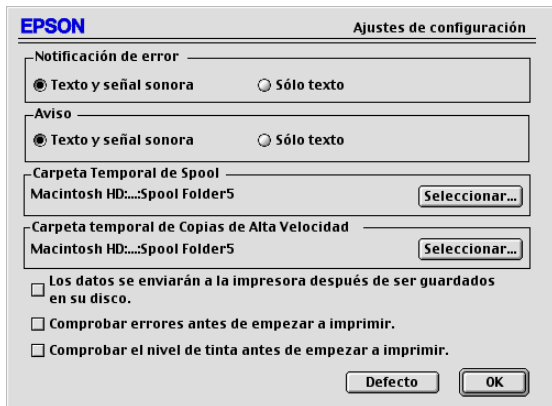 EPSON Ajustes de configuración
Notificación de error
Texto y señal sonora Sólo texto
Aviso
Texto y señal sonora Sólo texto
Carpeta Temporal de Spool
Macintosh HD:...:Spool Folder5 Seleccionar...
Carpeta temporal de Copias de Alta Velocidad
Macintosh HD:...:Spool Folder5 Seleccionar...
Los datos se enviarán a la impresora después de ser guardados
en su disco.
Comprobar errores antes de empezar a imprimir.
Comprobar el nivel de tinta antes de empezar a imprimir.
Defecto OK